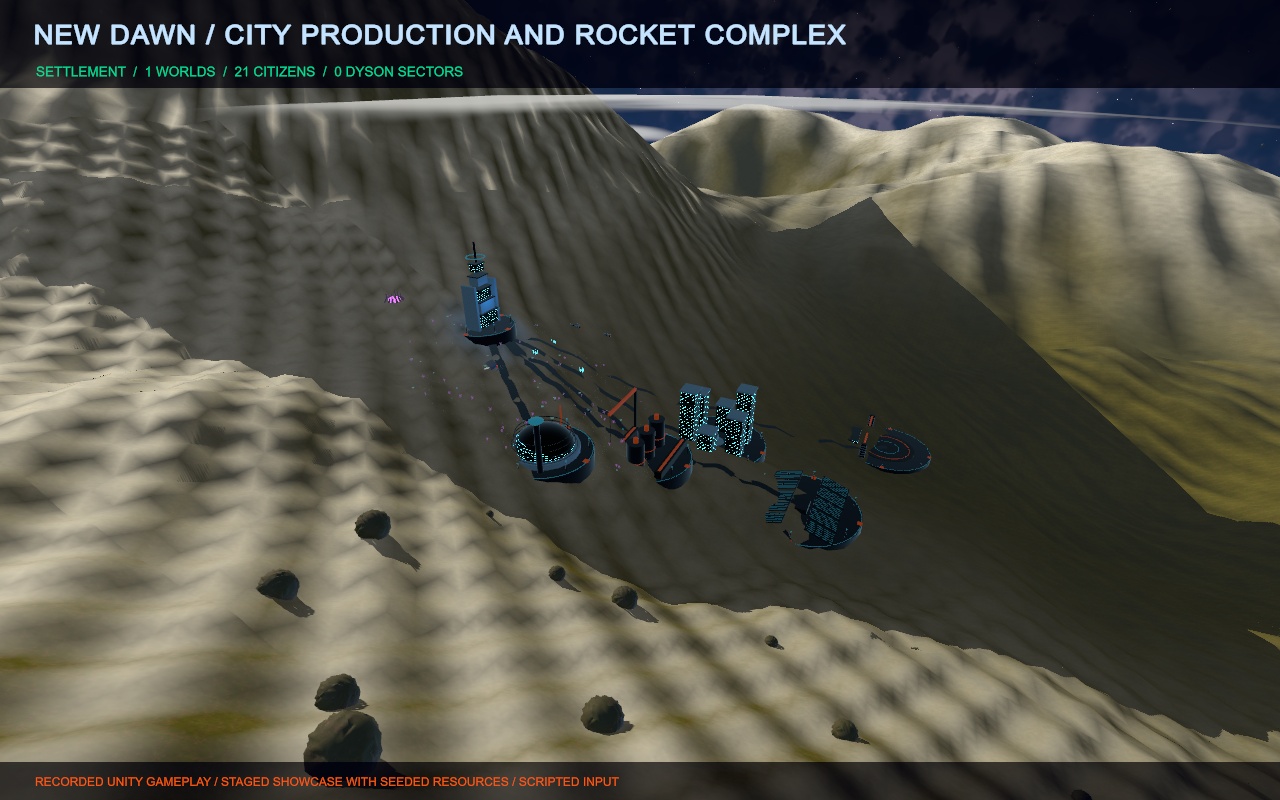 NEW DAWN / CITY PRODUCTION AND ROCKET COMPLEX
SETTLEMENT / 1 WORLDS / 21 CITIZENS / 0 DYSON SECTORS
RECORDED UNITY GAMEPLAY / STAGED SHOWCASE WITH SEEDED RESOURCES / SCRIPTED INPUT